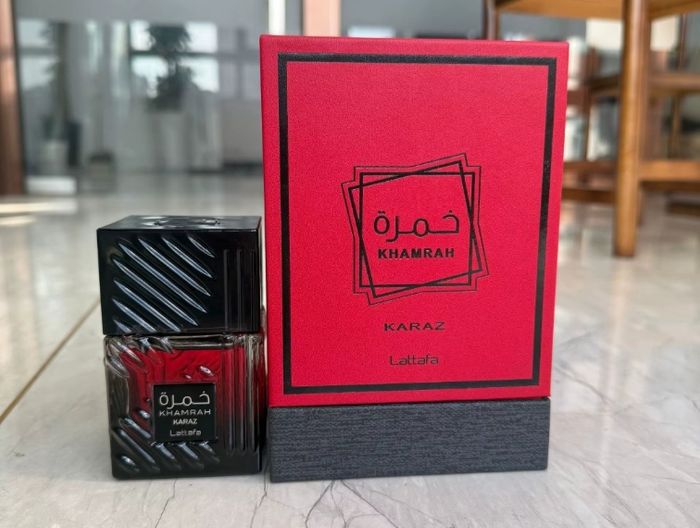 خمرة
KHAMRAH
KARAZ
Lattafa
خمرة
KHAMRAH
KARAZ
Lattafa